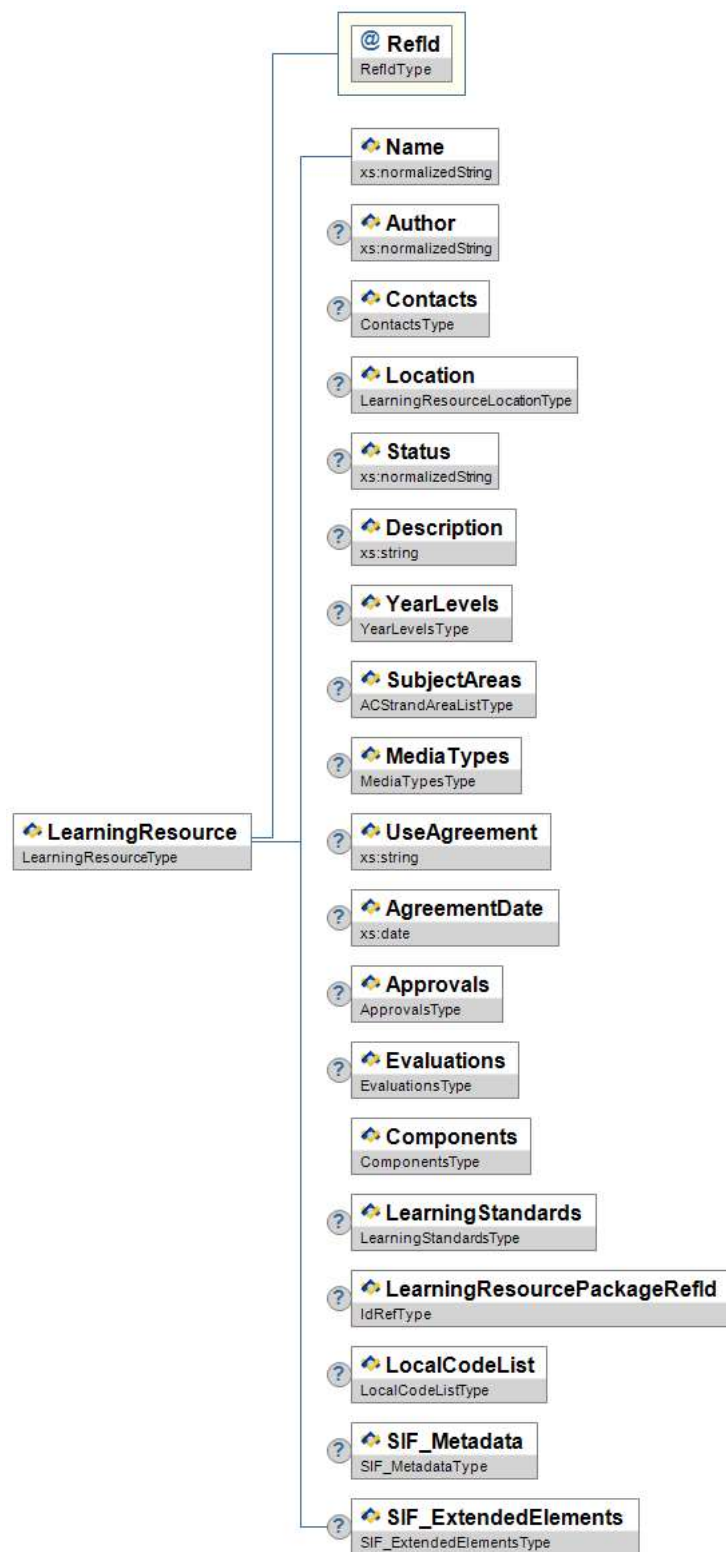 @ RefId
RefIdType
Name
xs:normalizedString
? Author
xs:normalizedString
? Contacts
ContactsType
? Location
LearningResourceLocationType
? Status
xs:normalizedString
? Description
xs:string
? YearLevels
YearLevelsType
? SubjectAreas
ACStrandAreaListType
? MediaTypes
MediaTypesType
LearningResource
LearningResourceType
? UseAgreement
xs:string
? AgreementDate
xs:date
? Approvals
ApprovalsType
? Evaluations
EvaluationsType
Components
ComponentsType
? LearningStandards
LearningStandardsType
? LearningResourcePackageRefId
IdRefType
? LocalCodeList
LocalCodeListType
? SIF_Metadata
SIF_MetadataType
? SIF_ExtendedElements
SIF_ExtendedElementsType